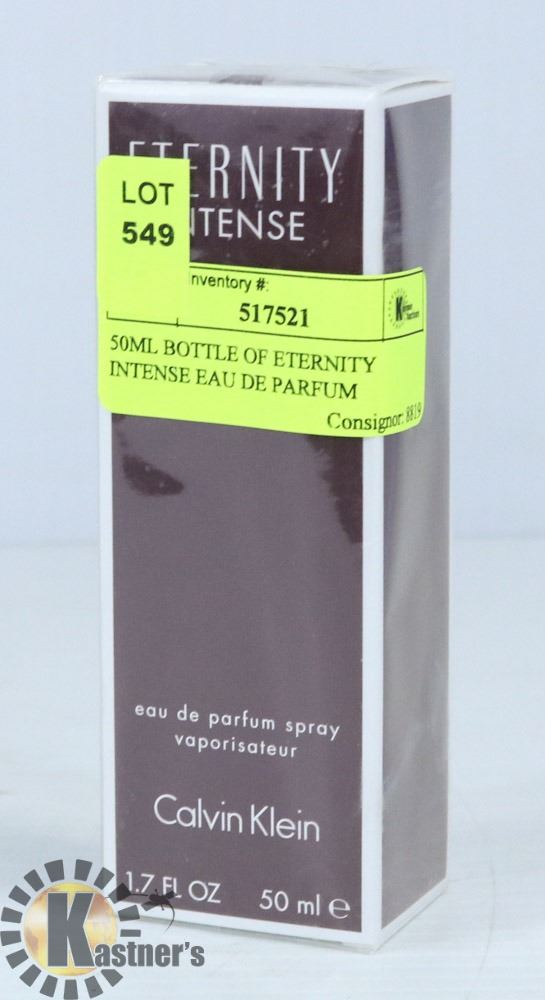 ETERNITY
INTENSE
LOT
549
nventory #:
517521
50ML BOTTLE OF ETERNITY
INTENSE EAU DE PARFUM
Consignor: 8819
eau de parfum spray
vaporisateur
Calvin Klein
1.7 FL OZ 50 ml e
Kastner's